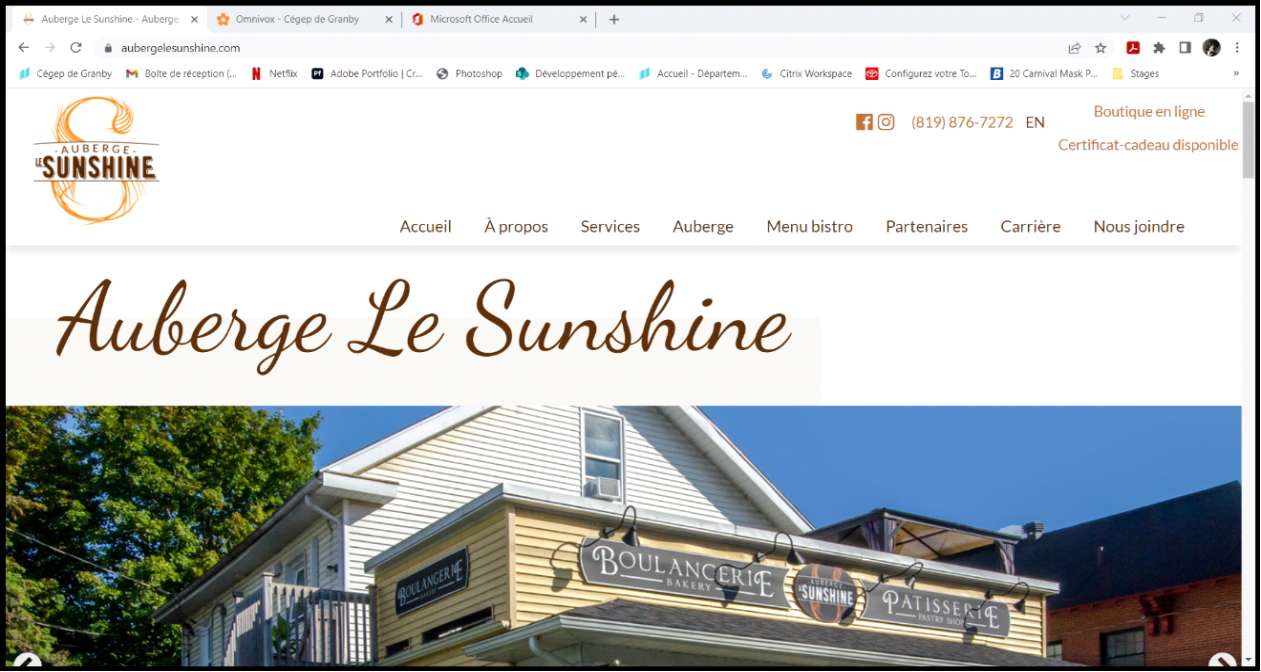 Auberge Le Sunshine - Auberge, Omnivox - Cégep de Granby Microsoft Office Accueil
aubergelesunshine.com
Cégep de Granby Boîte de réception (... Netflix Adobe Portfolio | Cr... Photoshop Développement pé... Accueil - Départem... Citrix Workspace Configurez votre To... 20 Carnival Mask P... Stages »
Boutique en ligne
(819) 876-7272 EN
Certificat-cadeau disponible
- AUBERGE -
LE SUNSHINE
Accueil À propos Services Auberge Menu bistro Partenaires Carrière Nous joindre
Auberge Le Sunshine
BOULANGERIE
BAKERY
BOULANGERIE
BAKERY
AUBERGE
LE SUNSHINE
PATISSERIE
PASTRY SHOP